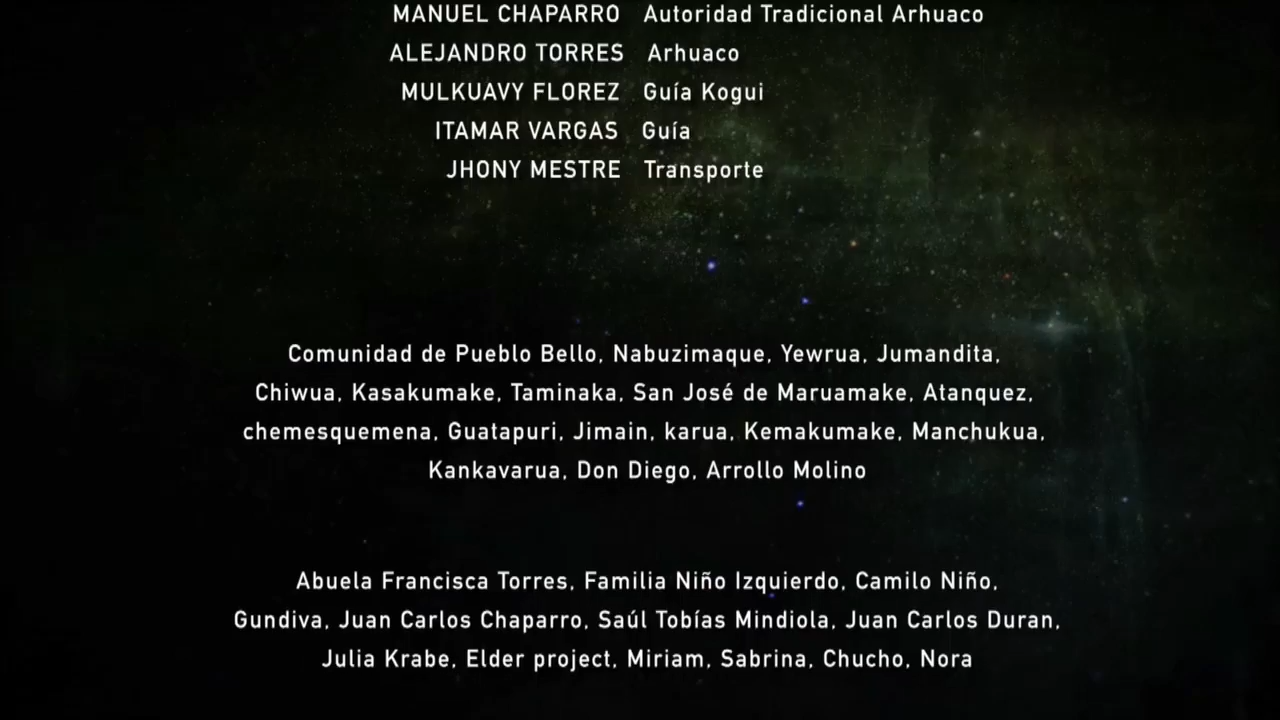 MANUEL CHAPARRO Autoridad Tradicional Arhuaco
ALEJANDRO TORRES Arhuaco
MULKUAVY FLOREZ Guía Kogui
ITAMAR VARGAS Guía
JHONY MESTRE Transporte
Comunidad de Pueblo Bello, Nabuzimaque, Yewrua, Jumandita,
Chiwua, Kasakumake, Taminaka, San José de Maruamake, Atanquez,
chemesquemena, Guatapuri, Jimain, karua, Kemakumake, Manchukua,
Kankavarua, Don Diego, Arrollo Molino
Abuela Francisca Torres, Familia Niño Izquierdo, Camilo Niño,
Gundiva, Juan Carlos Chaparro, Saúl Tobías Mindiola, Juan Carlos Duran,
Julia Krabe, Elder project, Miriam, Sabrina, Chucho, Nora